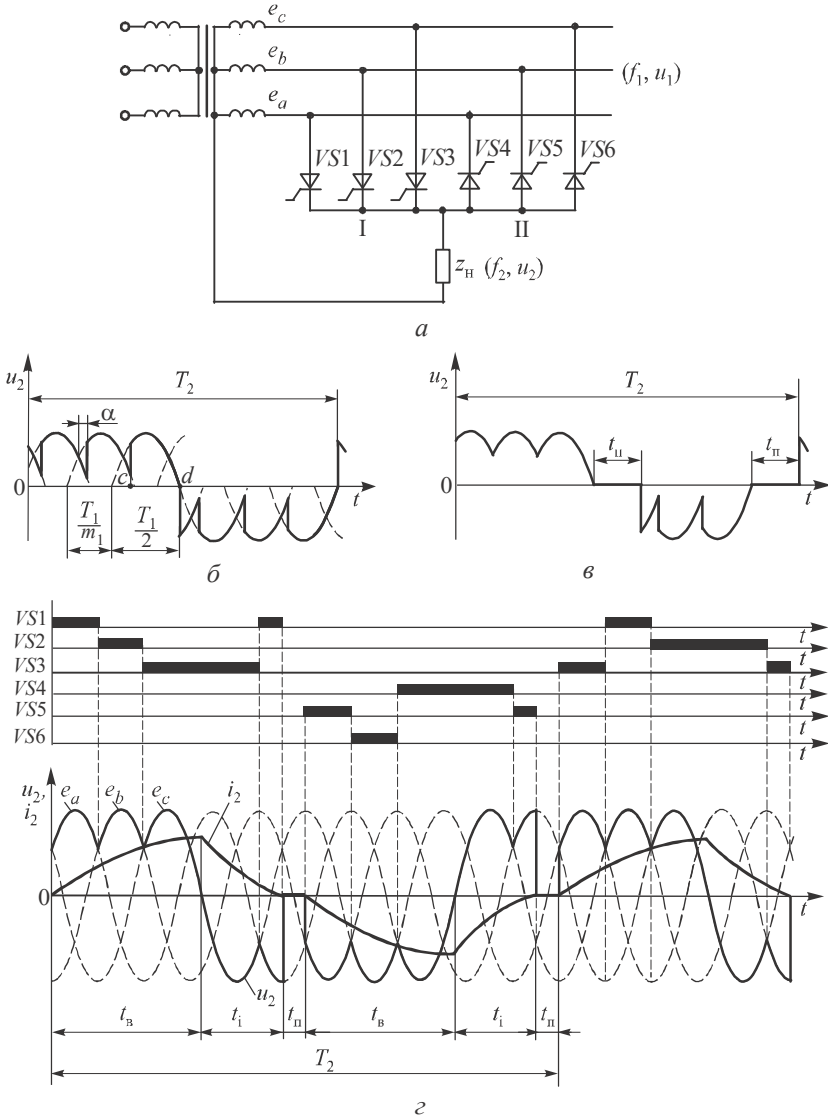 e_c
e_b
(f_1, u_1)
e_a
VS1 VS2 VS3 VS4 VS5 VS6
I II
z_н (f_2, u_2)
а
u_2 T_2
α
0 c d t
T_1/m_1 T_1/2
б
u_2 T_2
t_п t_п
0 t
в
VS1 t
VS2 t
VS3 t
VS4 t
VS5 t
VS6 t
u_2, i_2 e_a e_b e_c i_2
0 t
u_2
t_в t_і t_п t_в t_і t_п
T_2
г